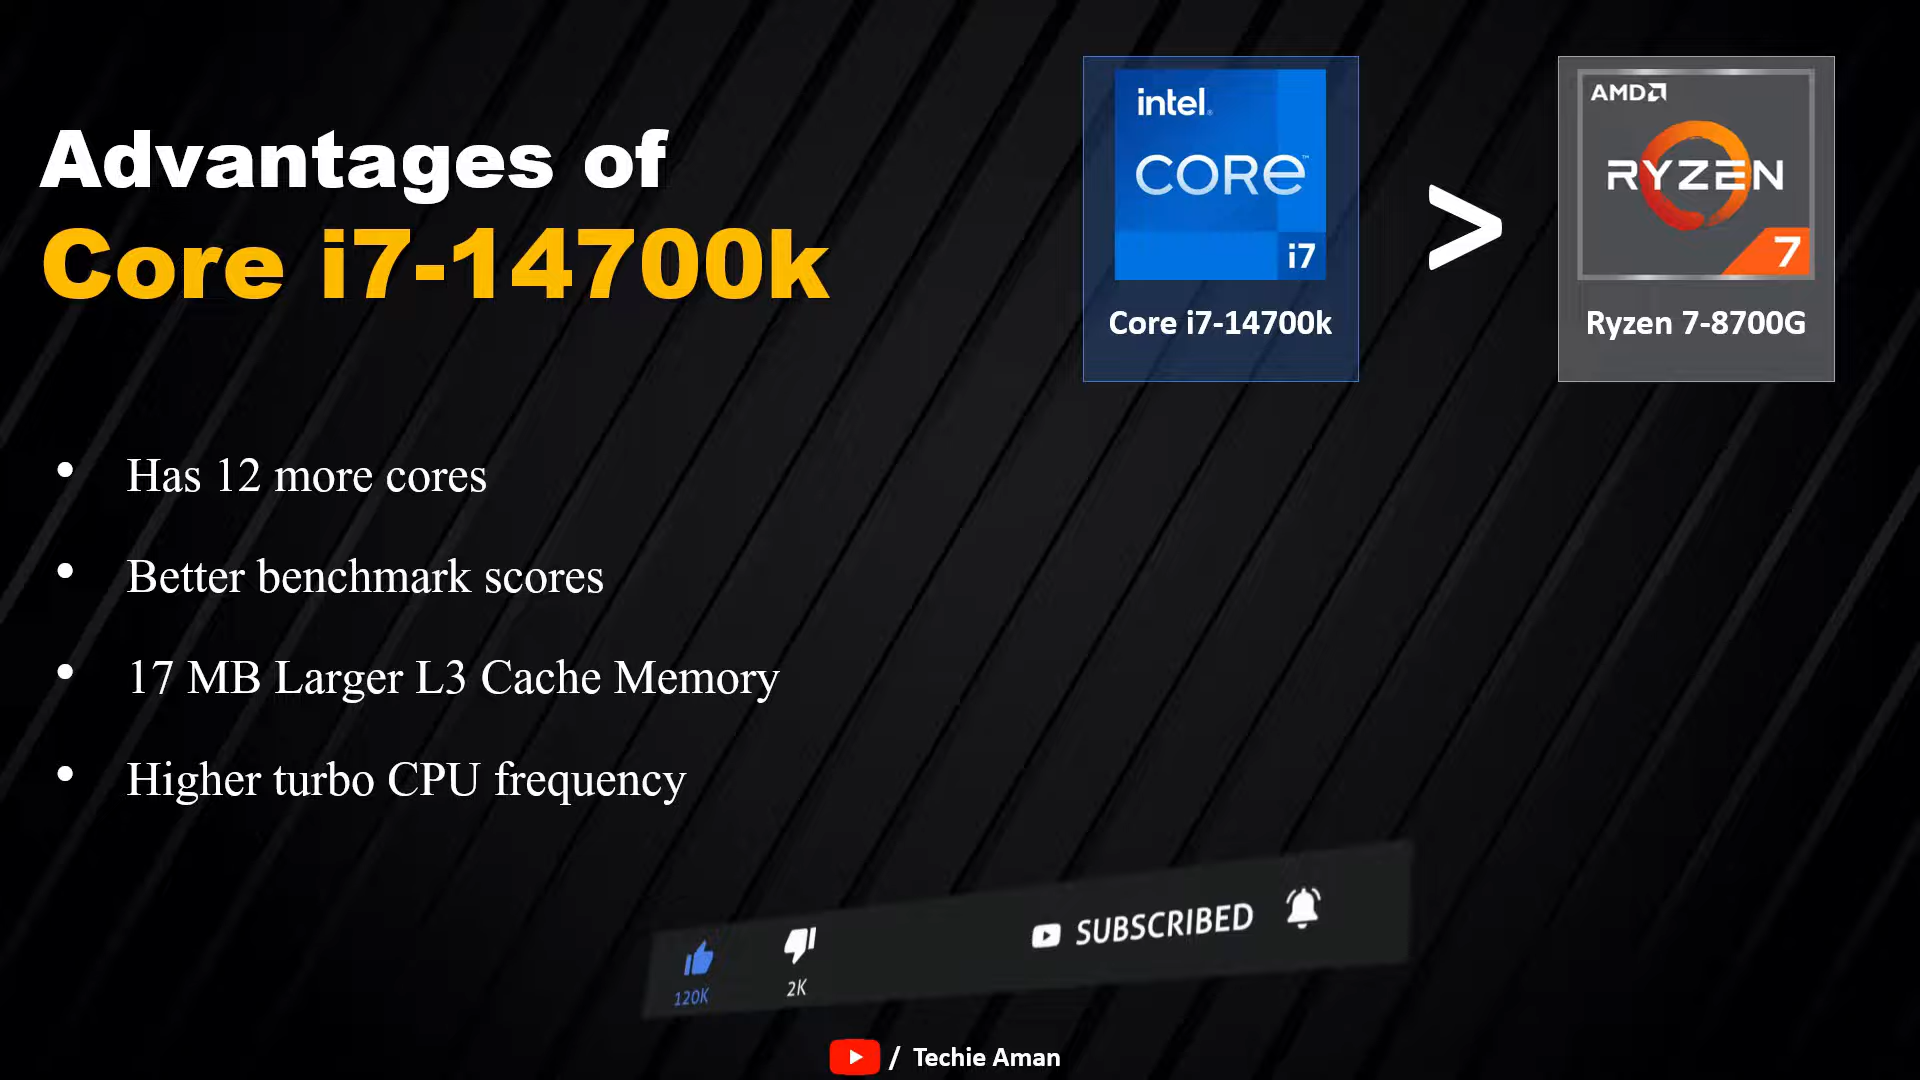 Advantages of
Core i7-14700k
intel
CORe
i7
Core i7-14700k
>
AMD
RYZEN
7
Ryzen 7-8700G
• Has 12 more cores
• Better benchmark scores
• 17 MB Larger L3 Cache Memory
• Higher turbo CPU frequency
120K
2K
SUBSCRIBED
/ Techie Aman